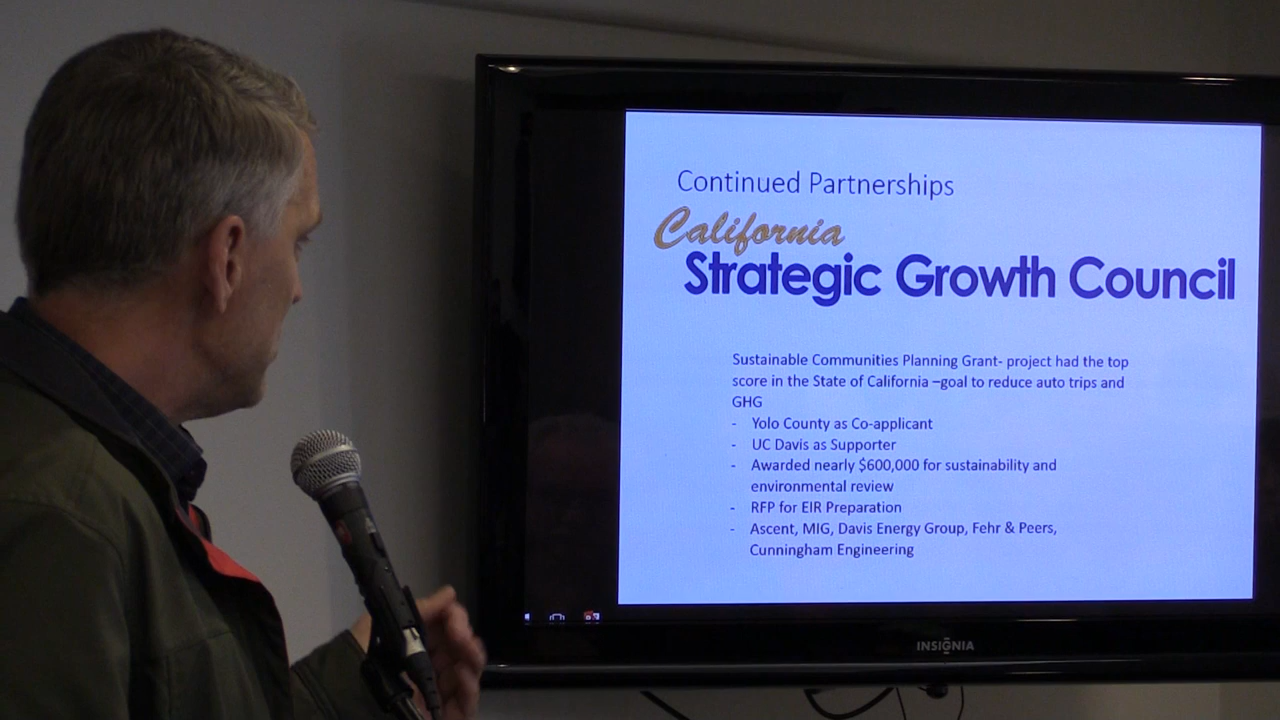 Continued Partnerships
California
Strategic Growth Council
Sustainable Communities Planning Grant- project had the top
score in the State of California –goal to reduce auto trips and
GHG
- Yolo County as Co-applicant
- UC Davis as Supporter
- Awarded nearly $600,000 for sustainability and
environmental review
- RFP for EIR Preparation
- Ascent, MIG, Davis Energy Group, Fehr & Peers,
Cunningham Engineering
INSIGNIA